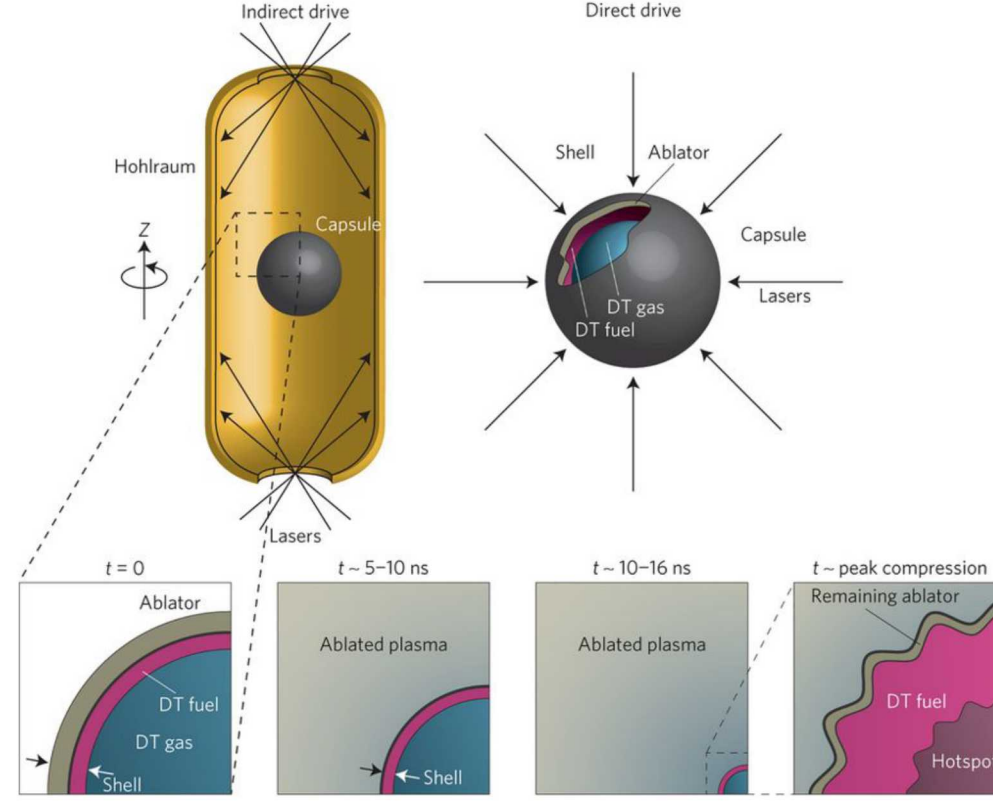 Indirect drive
Direct drive
Hohlraum
Z
Capsule
Lasers
Shell
Ablator
Capsule
Lasers
DT gas
DT fuel
t = 0
Ablator
DT fuel
DT gas
Shell
t ~ 5–10 ns
Ablated plasma
Shell
t ~ 10–16 ns
Ablated plasma
t ~ peak compression
Remaining ablator
DT fuel
Hotspo